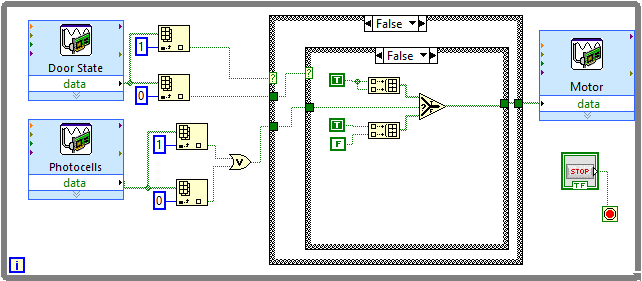 False
False
Door State
data
1
0
?
?
T
T
F
Motor
data
Photocells
data
1
0
V
STOP
TF
i